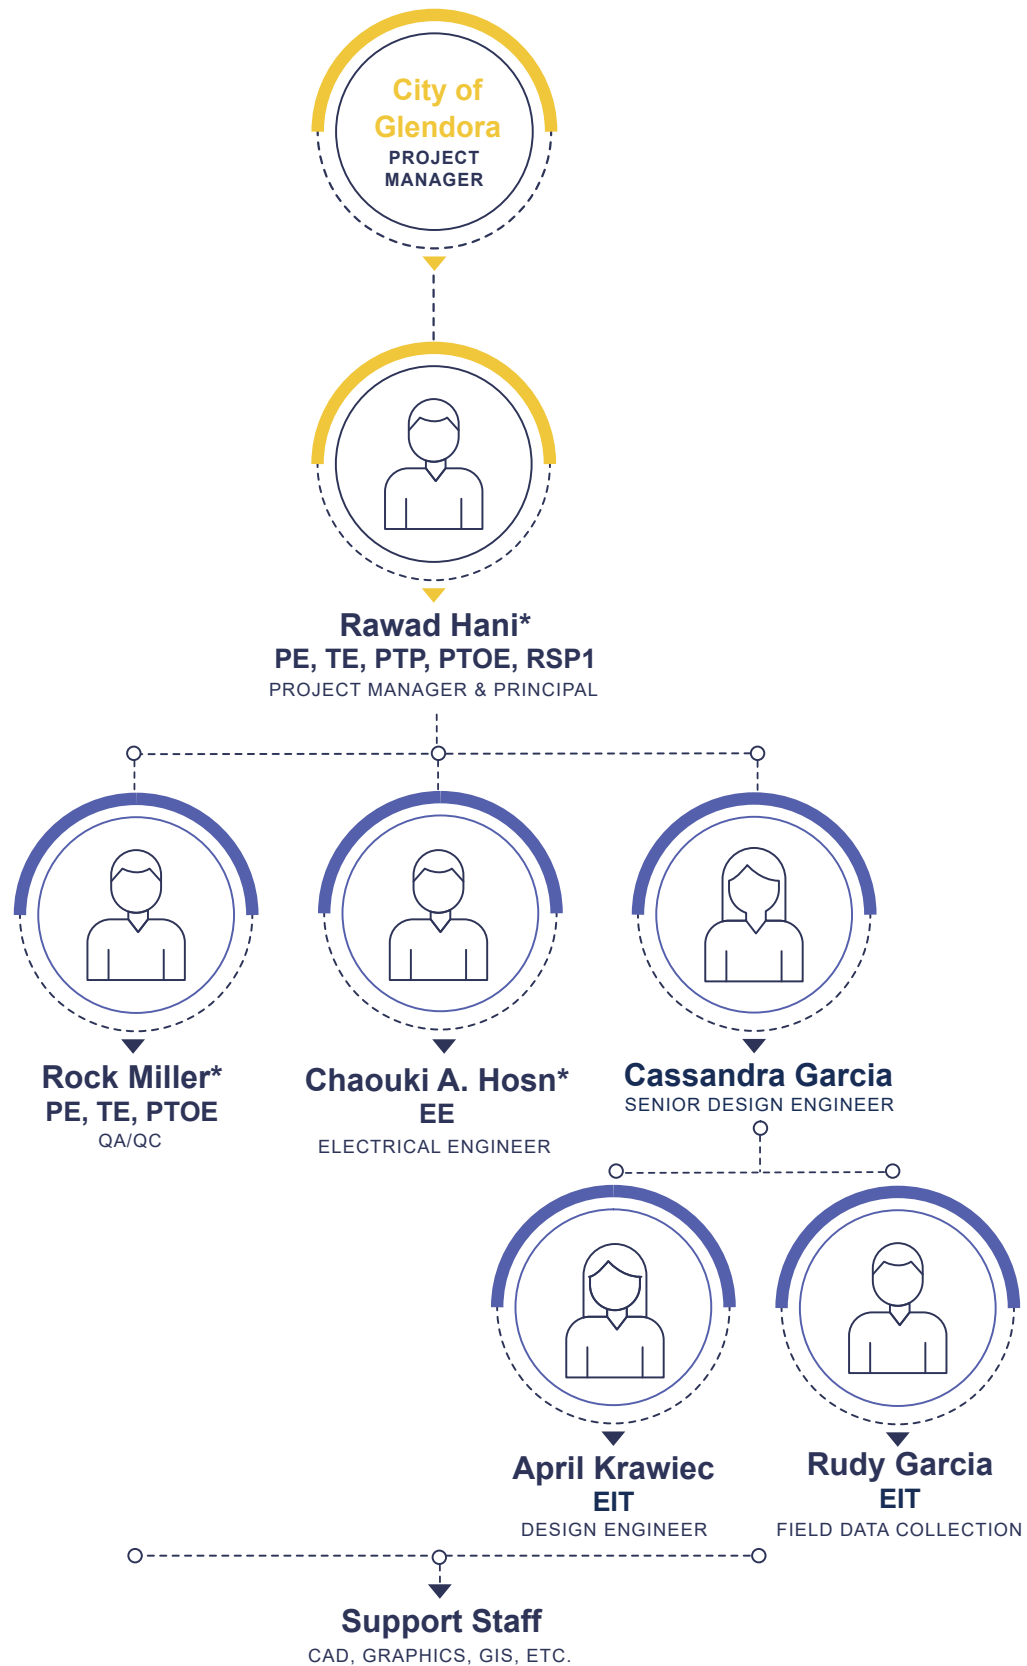 City of
Glendora
PROJECT
MANAGER
Rawad Hani*
PE, TE, PTP, PTOE, RSP1
PROJECT MANAGER & PRINCIPAL
Rock Miller*
PE, TE, PTOE
QA/QC
Chaouki A. Hosn*
EE
ELECTRICAL ENGINEER
Cassandra Garcia
SENIOR DESIGN ENGINEER
April Krawiec
EIT
DESIGN ENGINEER
Rudy Garcia
EIT
FIELD DATA COLLECTION
Support Staff
CAD, GRAPHICS, GIS, ETC.